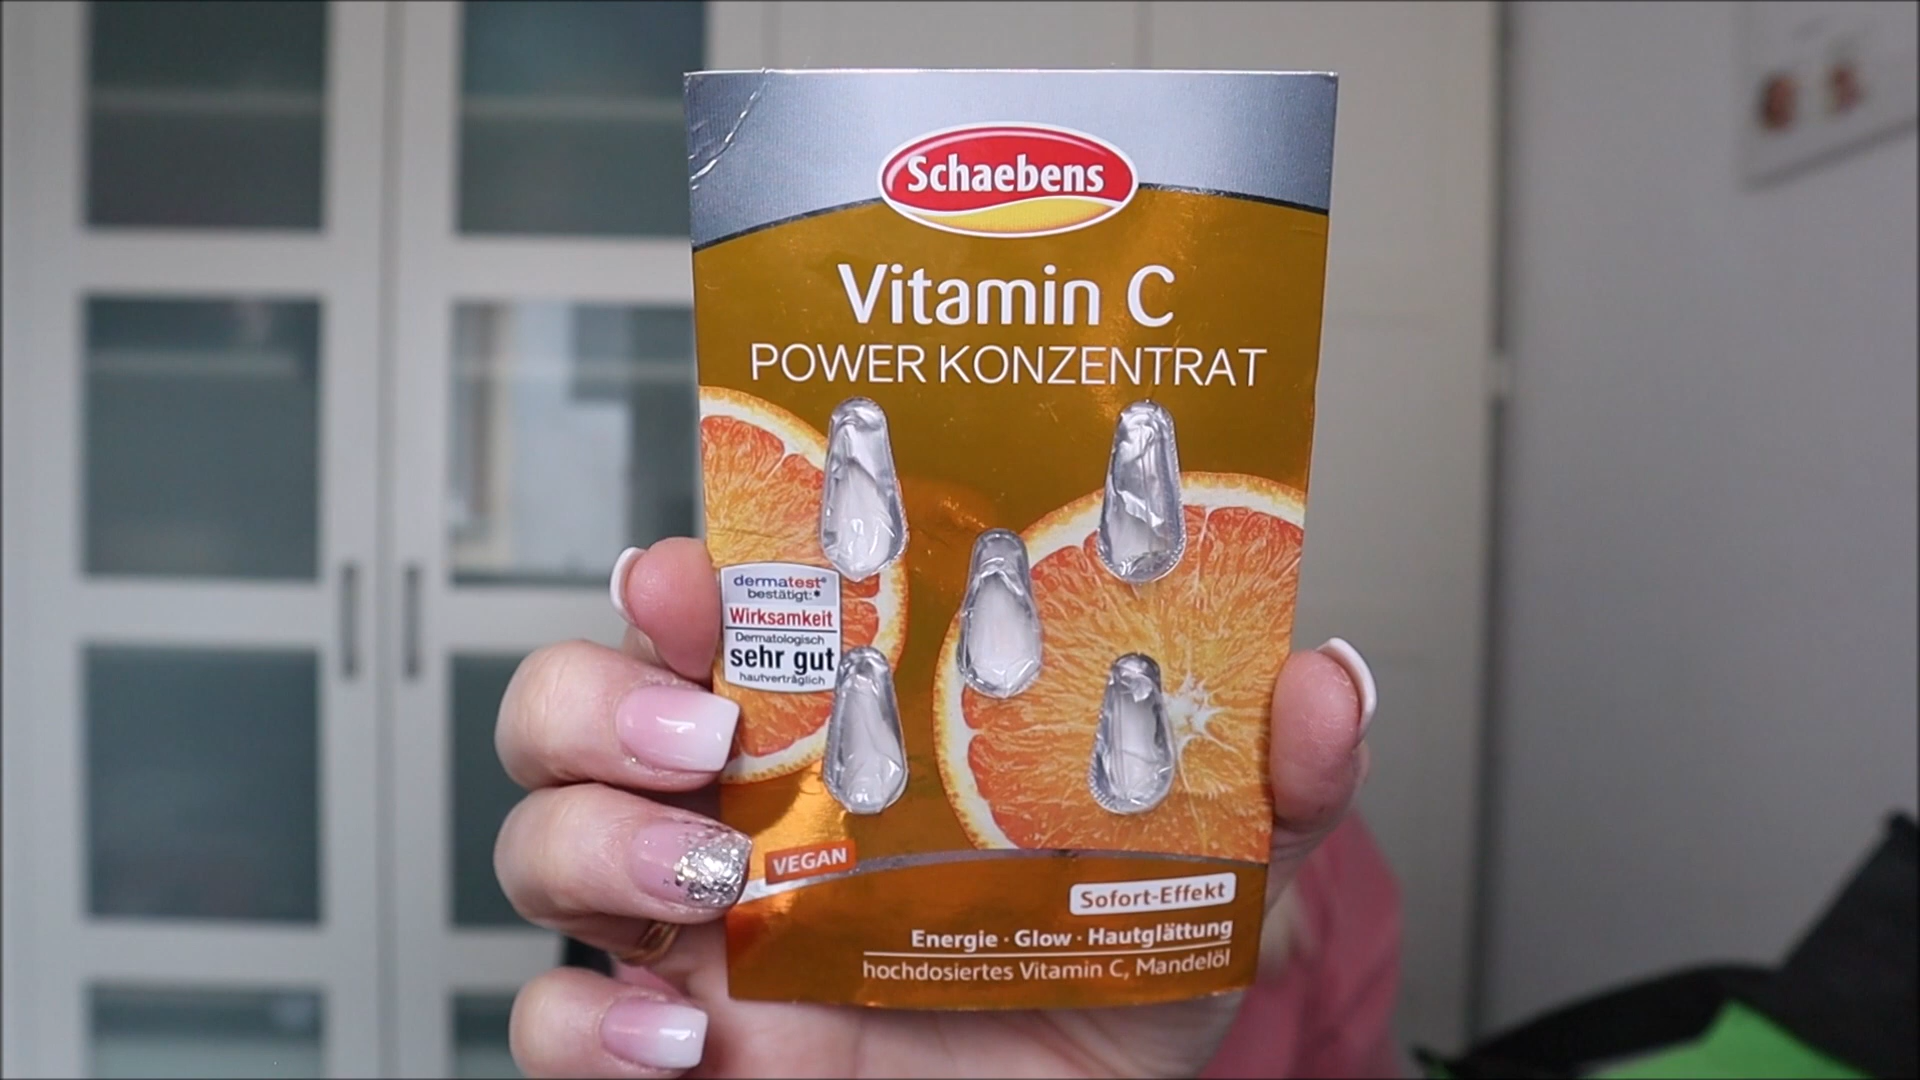 Schaebens
Vitamin C
POWER KONZENTRAT
dermatest®
bestätigt:*
Wirksamkeit
Dermatologisch
sehr gut
hautverträglich
VEGAN
Sofort-Effekt
Energie · Glow · Hautglättung
hochdosiertes Vitamin C, Mandelöl